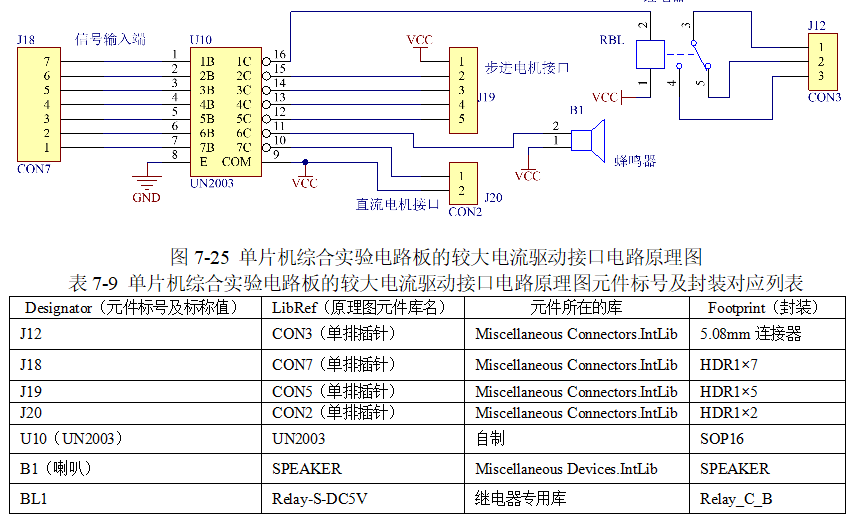 J18 信号输入端 U10 VCC RBL J12
7 1 1B 1C 16 1 2 3 1
6 2 2B 2C 15 2 步进电机接口 2
5 3 3B 3C 14 3 3
4 4 4B 4C 13 4 J19 1 4 5 CON3
3 5 5B 5C 12 5 VCC B1
2 6 6B 6C 11 2
1 7 7B 7C 10 1
8 E COM 9 蜂鸣器
CON7 UN2003 1 VCC
GND VCC 2 J20
直流电机接口 CON2
图 7-25 单片机综合实验电路板的较大电流驱动接口电路原理图
表 7-9 单片机综合实验电路板的较大电流驱动接口电路原理图元件标号及封装对应列表
Designator（元件标号及标称值） LibRef（原理图元件库名） 元件所在的库 Footprint（封装）
J12 CON3（单排插针） Miscellaneous Connectors.IntLib 5.08mm 连接器
J18 CON7（单排插针） Miscellaneous Connectors.IntLib HDR1×7
J19 CON5（单排插针） Miscellaneous Connectors.IntLib HDR1×5
J20 CON2（单排插针） Miscellaneous Connectors.IntLib HDR1×2
U10（UN2003） UN2003 自制 SOP16
B1（喇叭） SPEAKER Miscellaneous Devices.IntLib SPEAKER
BL1 Relay-S-DC5V 继电器专用库 Relay_C_B